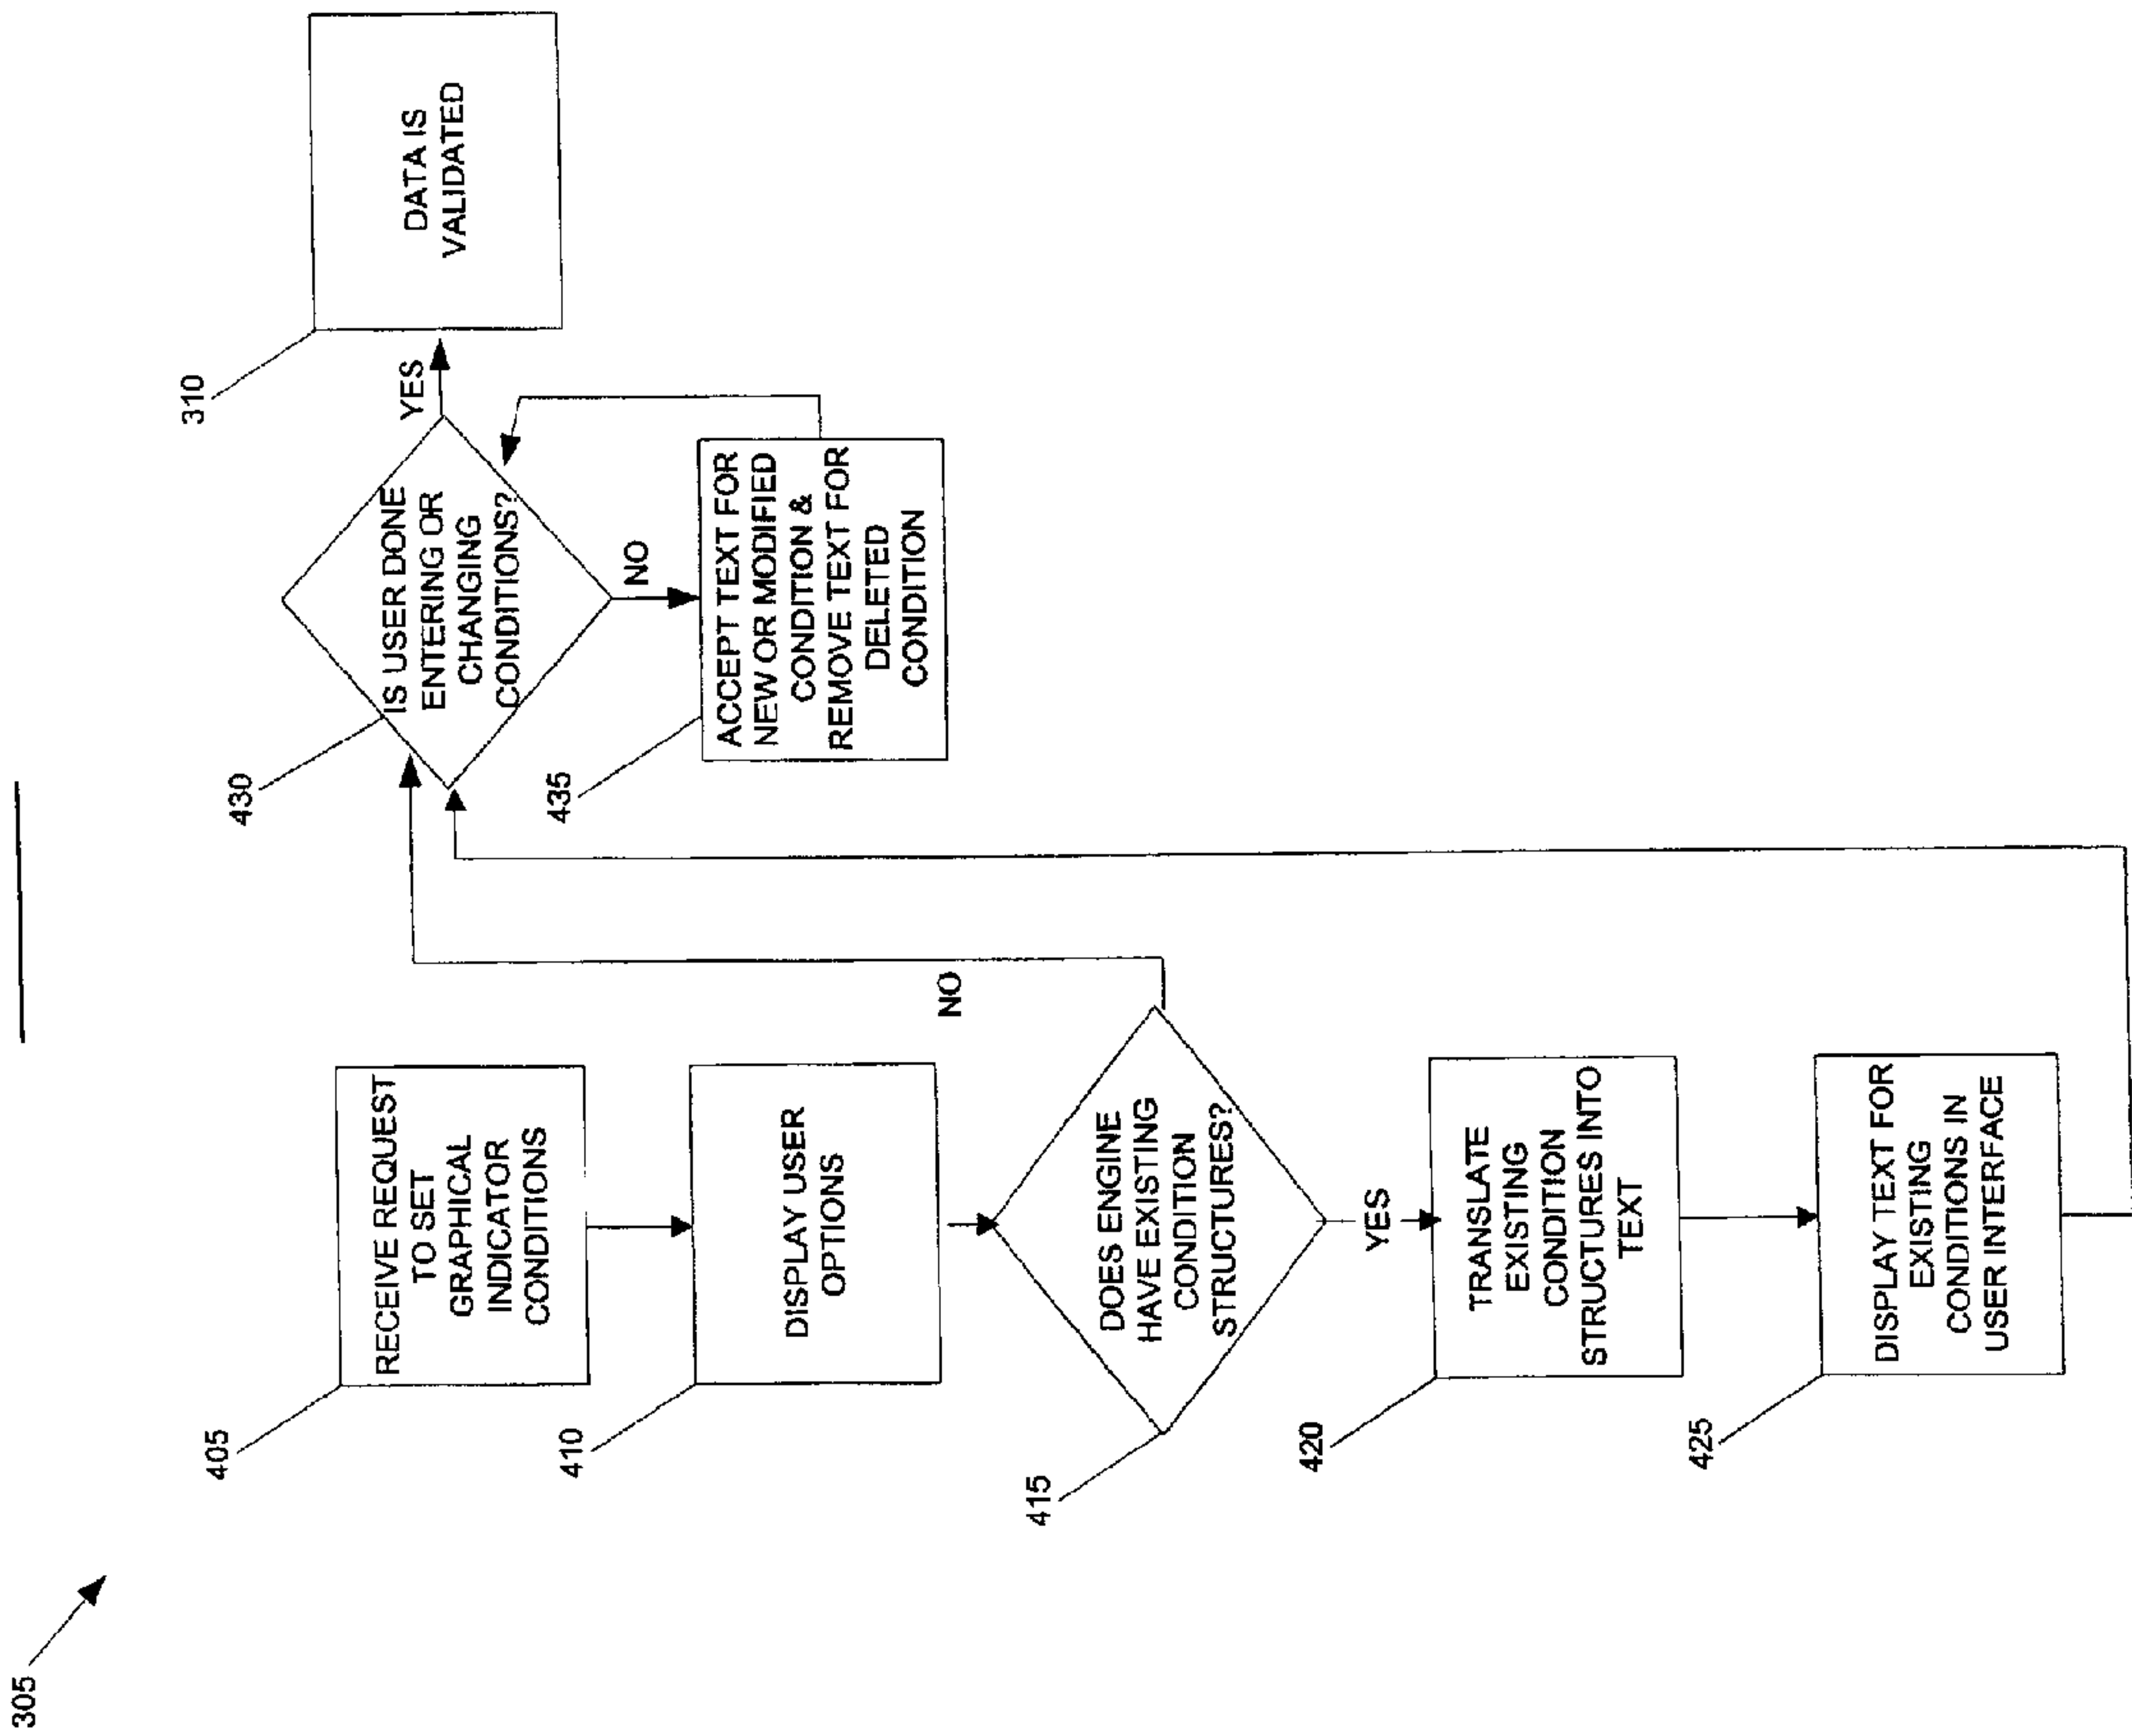 305
405
RECEIVE REQUEST
TO SET
GRAPHICAL
INDICATOR
CONDITIONS
410
DISPLAY USER
OPTIONS
415
DOES ENGINE
HAVE EXISTING
CONDITION
STRUCTURES?
NO
YES
420
TRANSLATE
EXISTING
CONDITION
STRUCTURES INTO
TEXT
425
DISPLAY TEXT FOR
EXISTING
CONDITIONS IN
USER INTERFACE
430
IS USER DONE
ENTERING OR
CHANGING
CONDITIONS?
YES
NO
435
ACCEPT TEXT FOR
NEW OR MODIFIED
CONDITION &
REMOVE TEXT FOR
DELETED
CONDITION
310
DATA IS
VALIDATED